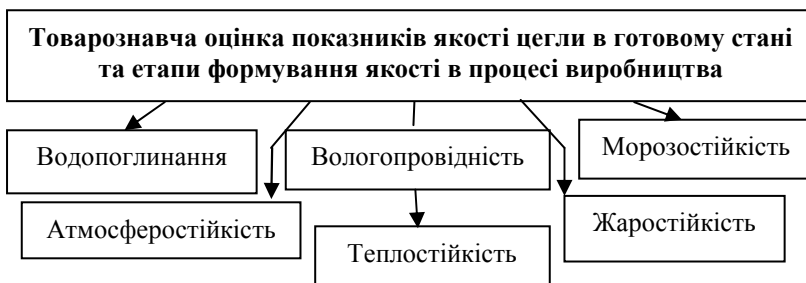 Товарознавча оцінка показників якості цегли в готовому стані
та етапи формування якості в процесі виробництва
Водопоглинання
Вологопровідність
Морозостійкість
Атмосферостійкість
Теплостійкість
Жаростійкість